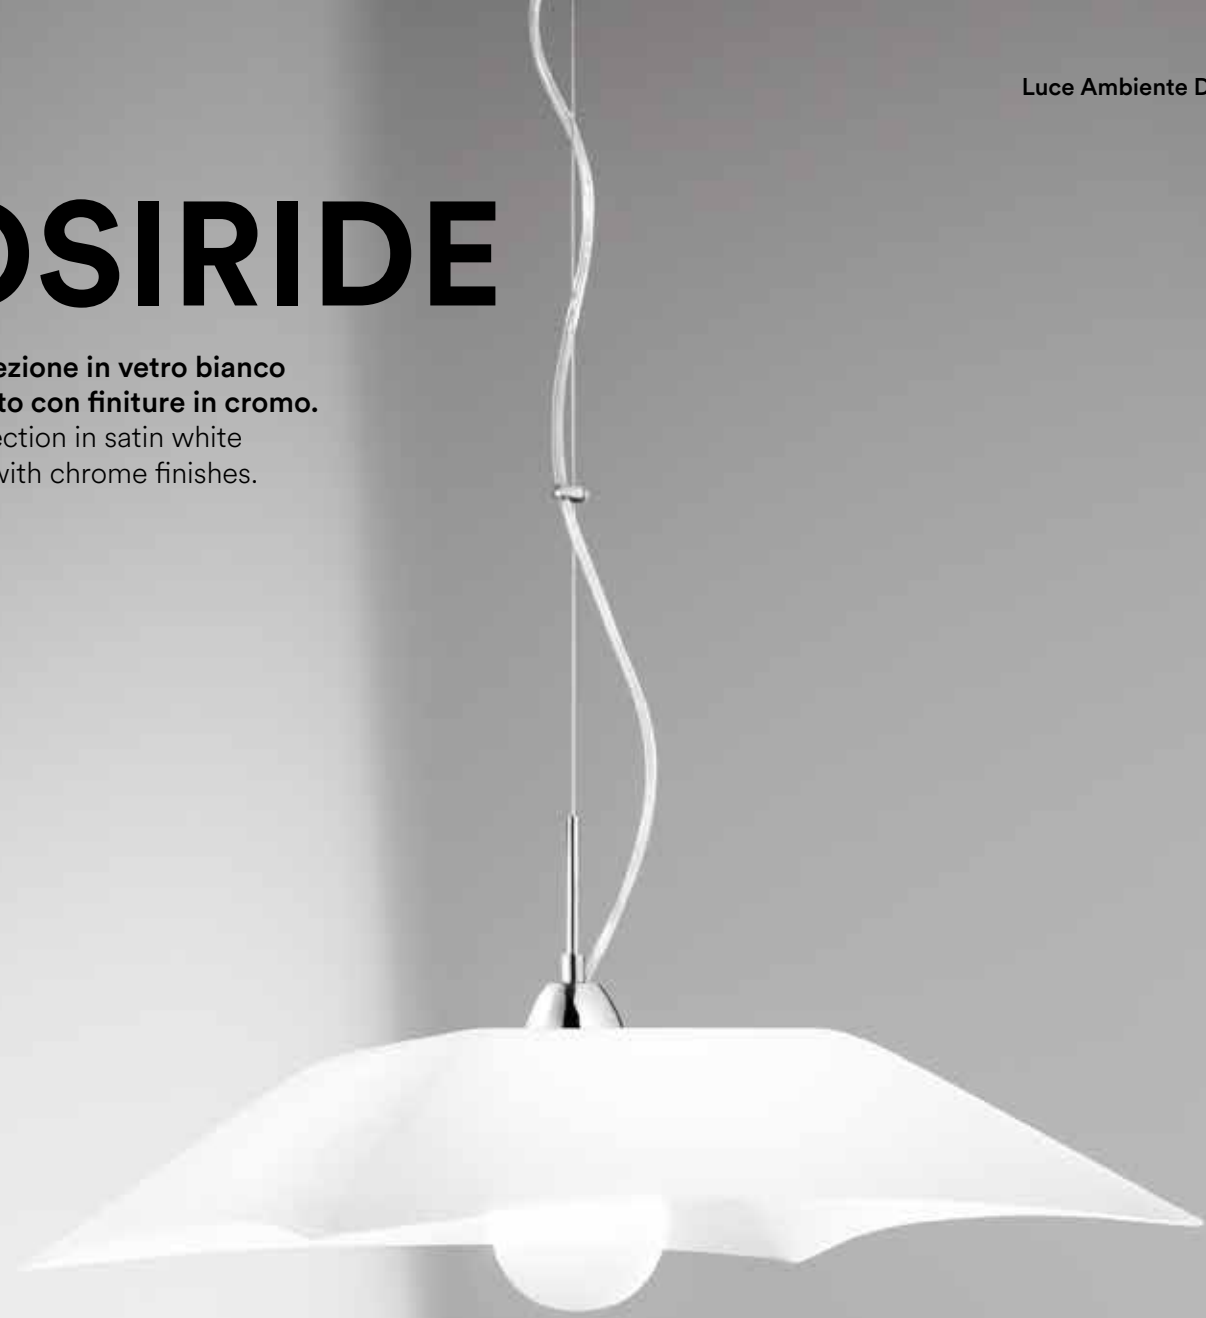 Luce Ambiente D
OSIRIDE
ezione in vetro bianco
to con finiture in cromo.
ection in satin white
with chrome finishes.